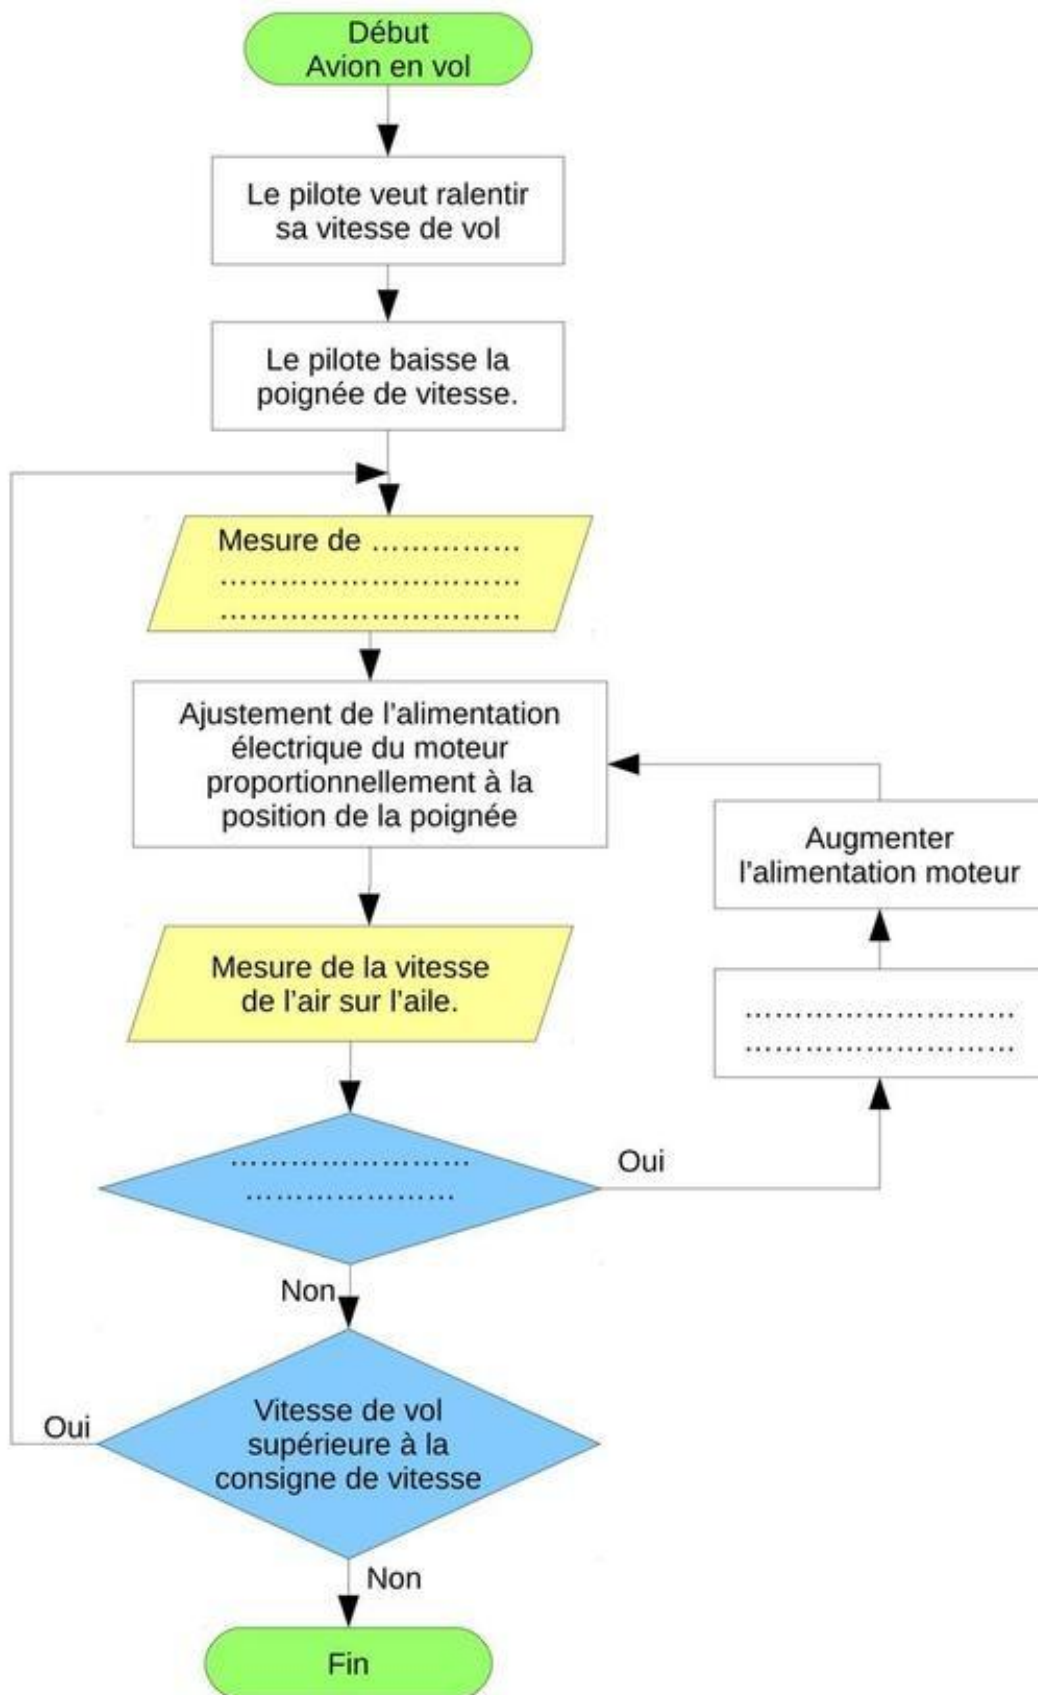 Début
Avion en vol
Le pilote veut ralentir
sa vitesse de vol
Le pilote baisse la
poignée de vitesse.
Mesure de ……………
…………………………
…………………………
Ajustement de l'alimentation
électrique du moteur
proportionnellement à la
position de la poignée
Augmenter
l'alimentation moteur
Mesure de la vitesse
de l’air sur l’aile.
………………………
………………………
……………………
…………………
Oui
Non
Vitesse de vol
supérieure à la
consigne de vitesse
Oui
Non
Fin